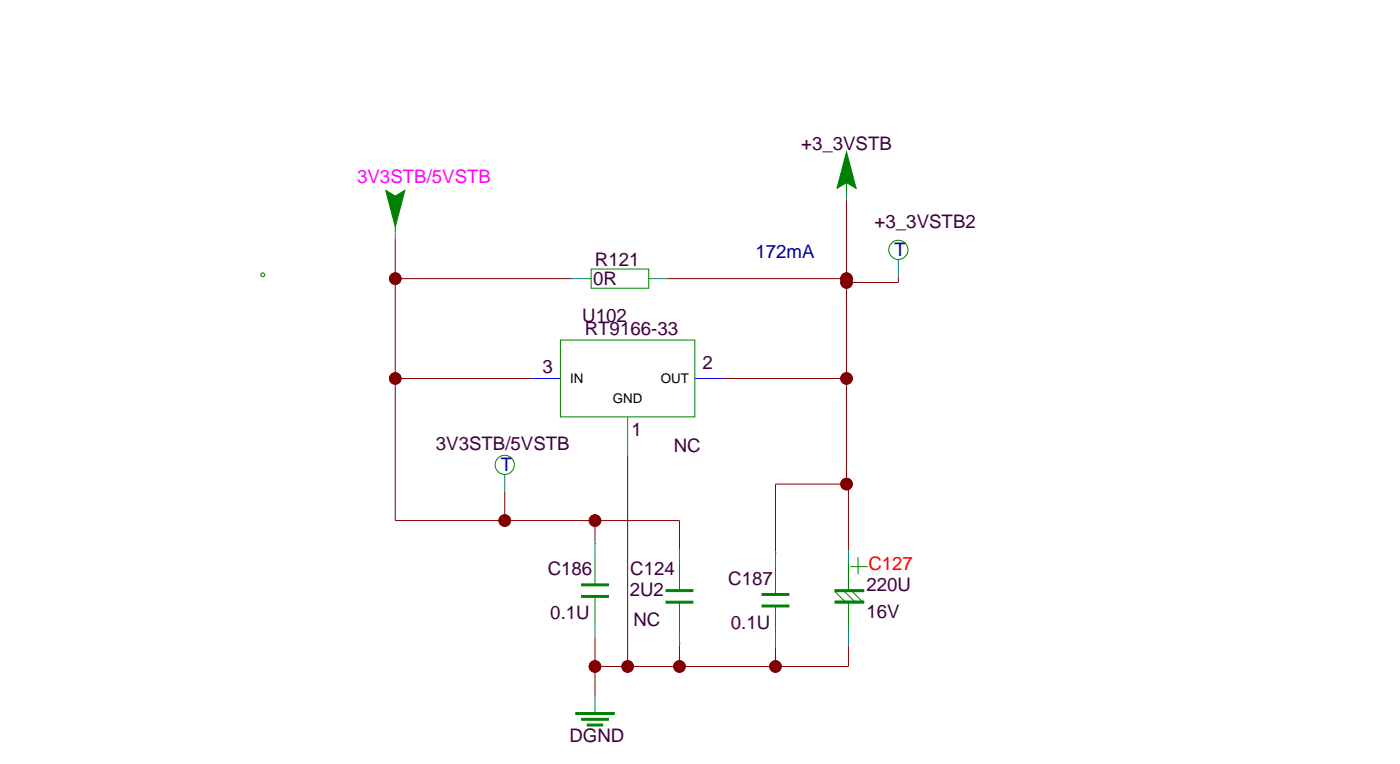 +3_3VSTB
3V3STB/5VSTB
+3_3VSTB2
172mA
R121
0R
U102
RT9166-33
3
IN
OUT
2
GND
1
3V3STB/5VSTB
T
NC
T
C186
0.1U
C124
2U2
NC
C187
0.1U
C127
220U
16V
DGND